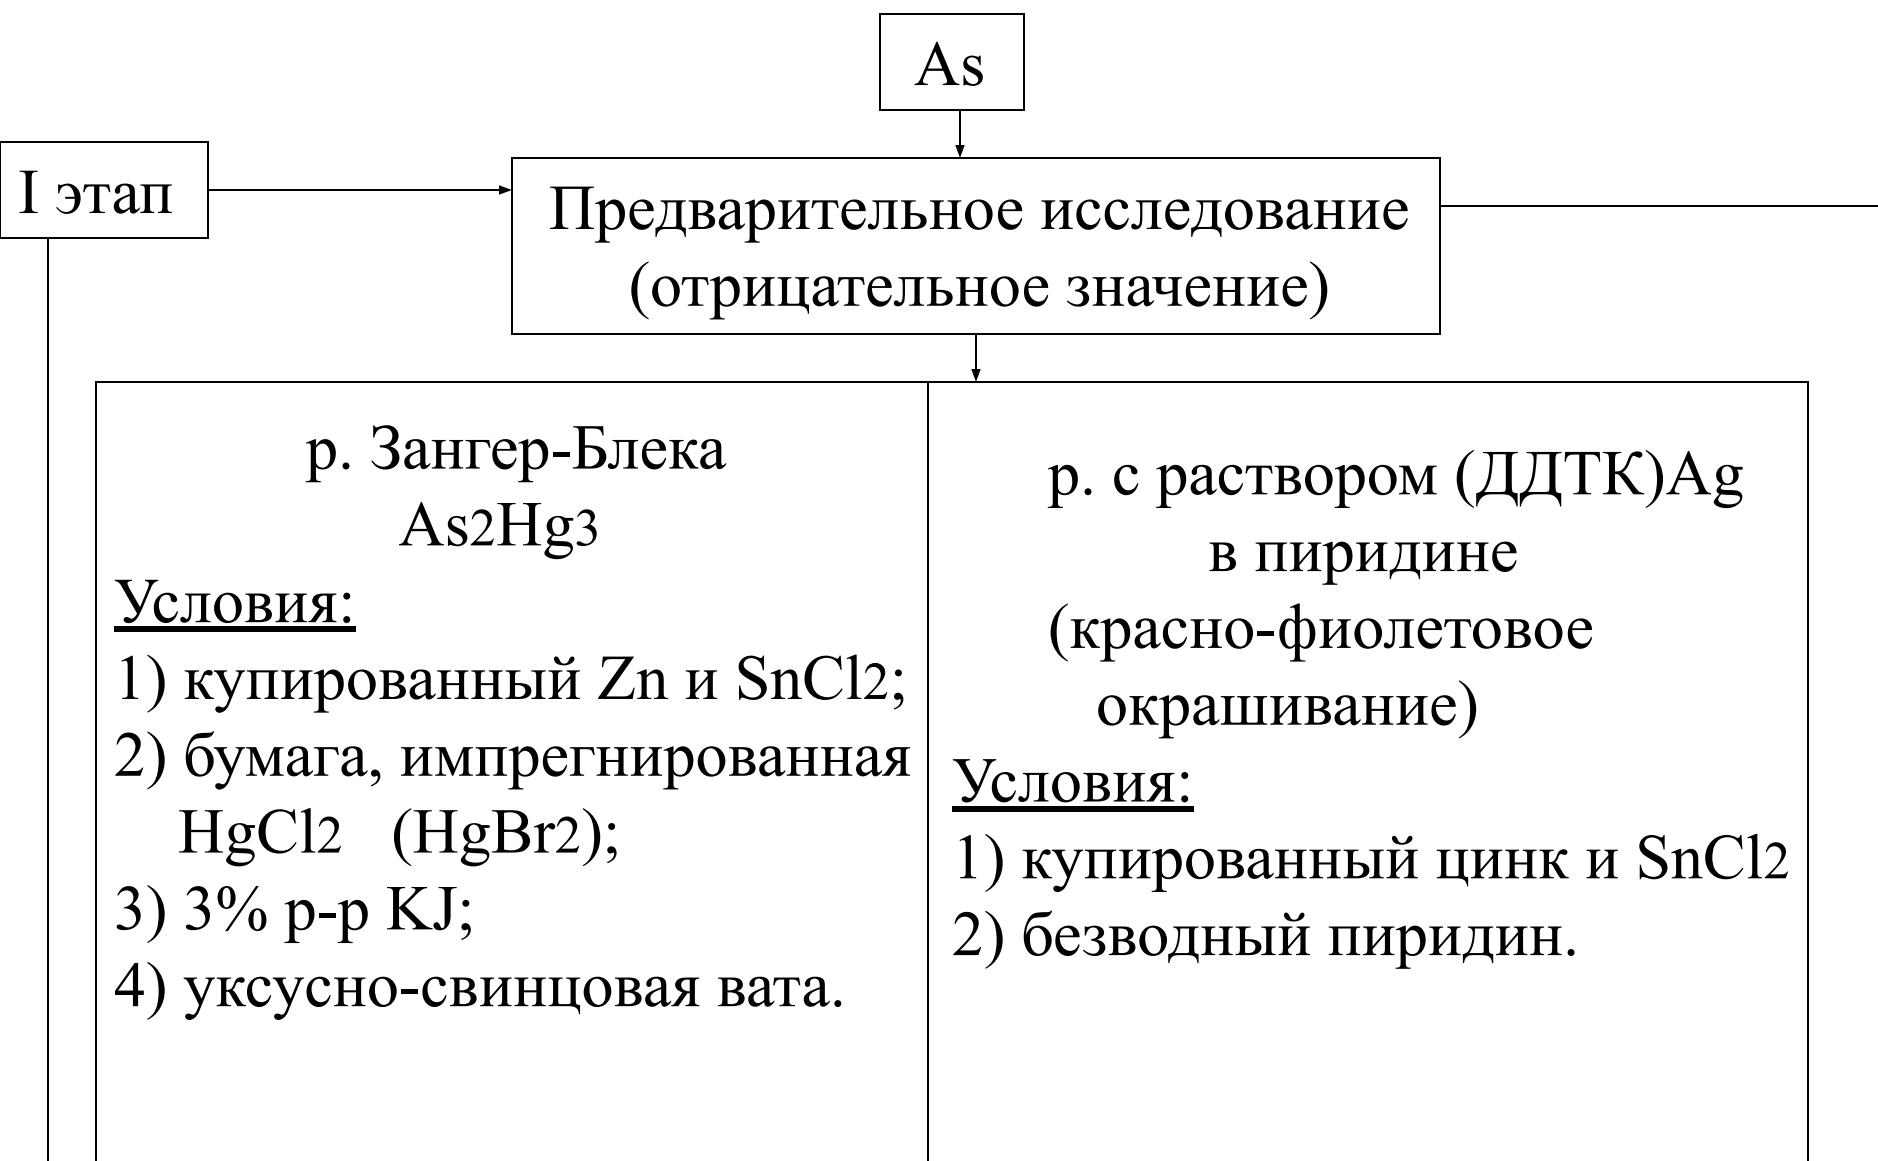 As
I этап
Предварительное исследование
(отрицательное значение)
р. Зангер-Блека
As2Hg3
Условия:
1) купированный Zn и SnCl2;
2) бумага, импрегнированная
HgCl2 (HgBr2);
3) 3% р-р KJ;
4) уксусно-свинцовая вата.
р. с раствором (ДДТК)Ag
в пиридине
(красно-фиолетовое
окрашивание)
Условия:
1) купированный цинк и SnCl2
2) безводный пиридин.